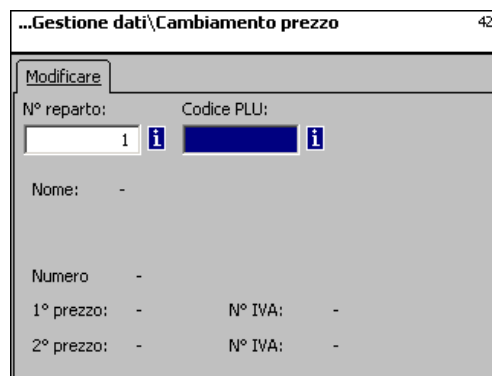 ...Gestione dati\Cambiamento prezzo 42
Modificare
N° reparto: Codice PLU:
1 i i
Nome: -
Numero -
1° prezzo: - N° IVA: -
2° prezzo: - N° IVA: -